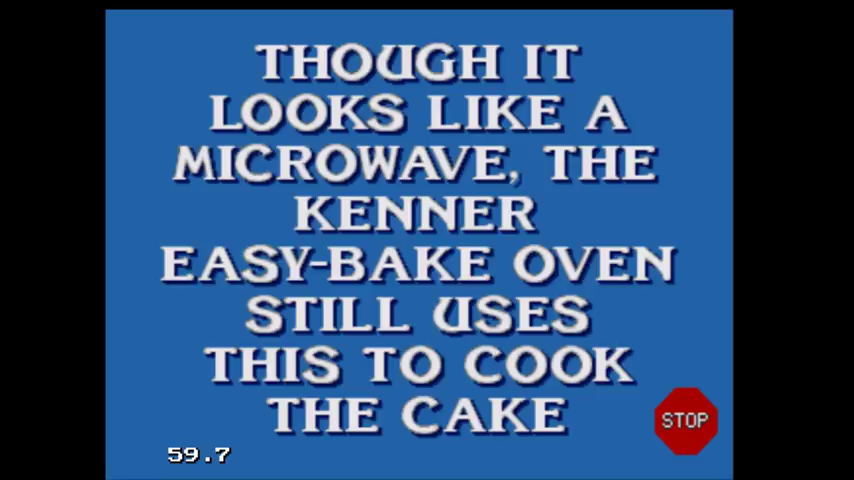 THOUGH IT
LOOKS LIKE A
MICROWAVE, THE
KENNER
EASY-BAKE OVEN
STILL USES
THIS TO COOK
THE CAKE
STOP
59.7